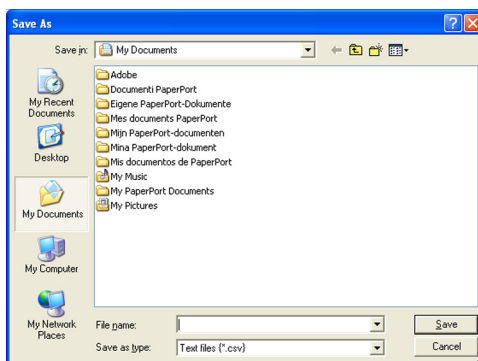 Save As
Save in:
My Documents
My Recent
Documents
Desktop
My Documents
My Computer
My Network
Places
Adobe
Documenti PaperPort
Eigene PaperPort-Dokumente
Mes documents PaperPort
Mijn PaperPort-documenten
Mina PaperPort-dokument
Mis documentos de PaperPort
My Music
My PaperPort Documents
My Pictures
File name:
Save
Save as type:
Text files (*.csv)
Cancel